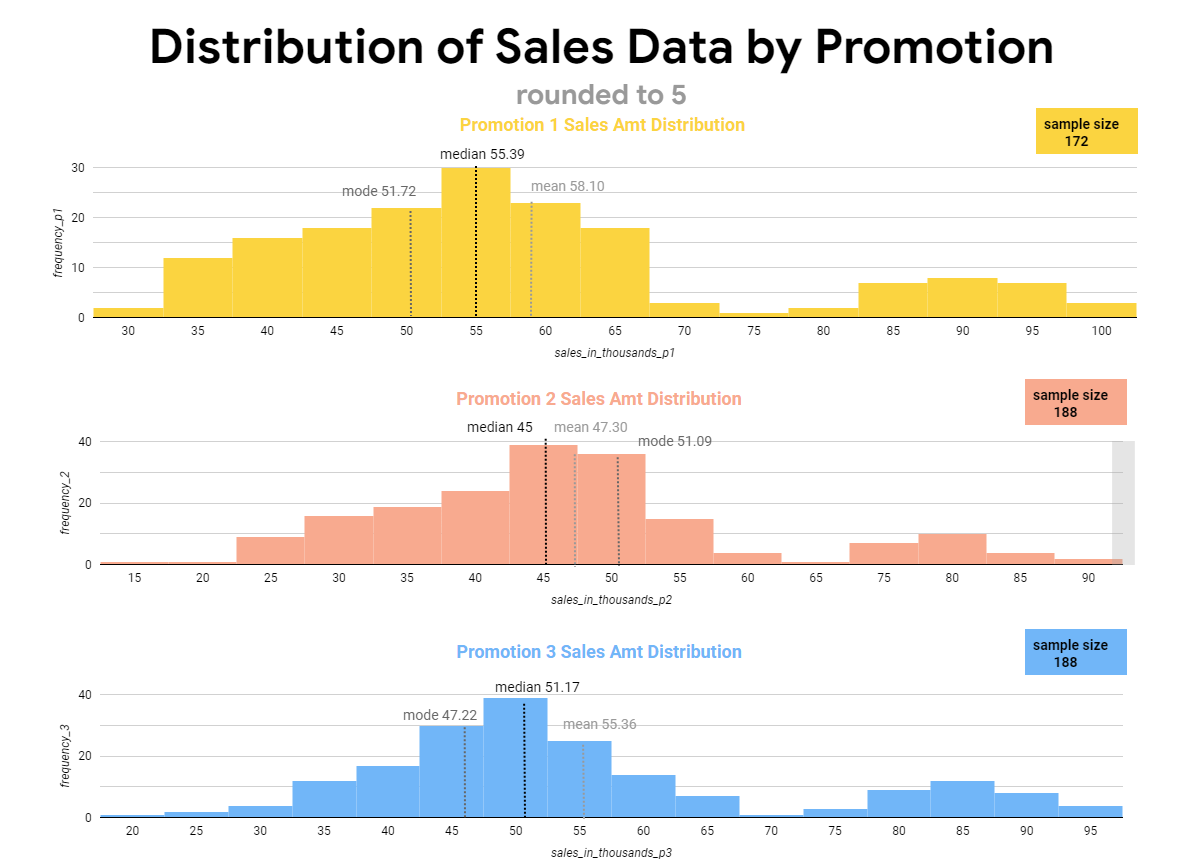 Distribution of Sales Data by Promotion
rounded to 5
Promotion 1 Sales Amt Distribution
sample size
172
median 55.39
mode 51.72
mean 58.10
30
20
10
0
frequency_p1
30 35 40 45 50 55 60 65 70 75 80 85 90 95 100
sales_in_thousands_p1
Promotion 2 Sales Amt Distribution
sample size
188
median 45
mean 47.30
mode 51.09
40
20
0
frequency_2
15 20 25 30 35 40 45 50 55 60 65 75 80 85 90
sales_in_thousands_p2
Promotion 3 Sales Amt Distribution
sample size
188
median 51.17
mode 47.22
mean 55.36
40
20
0
frequency_3
20 25 30 35 40 45 50 55 60 65 70 75 80 85 90 95
sales_in_thousands_p3